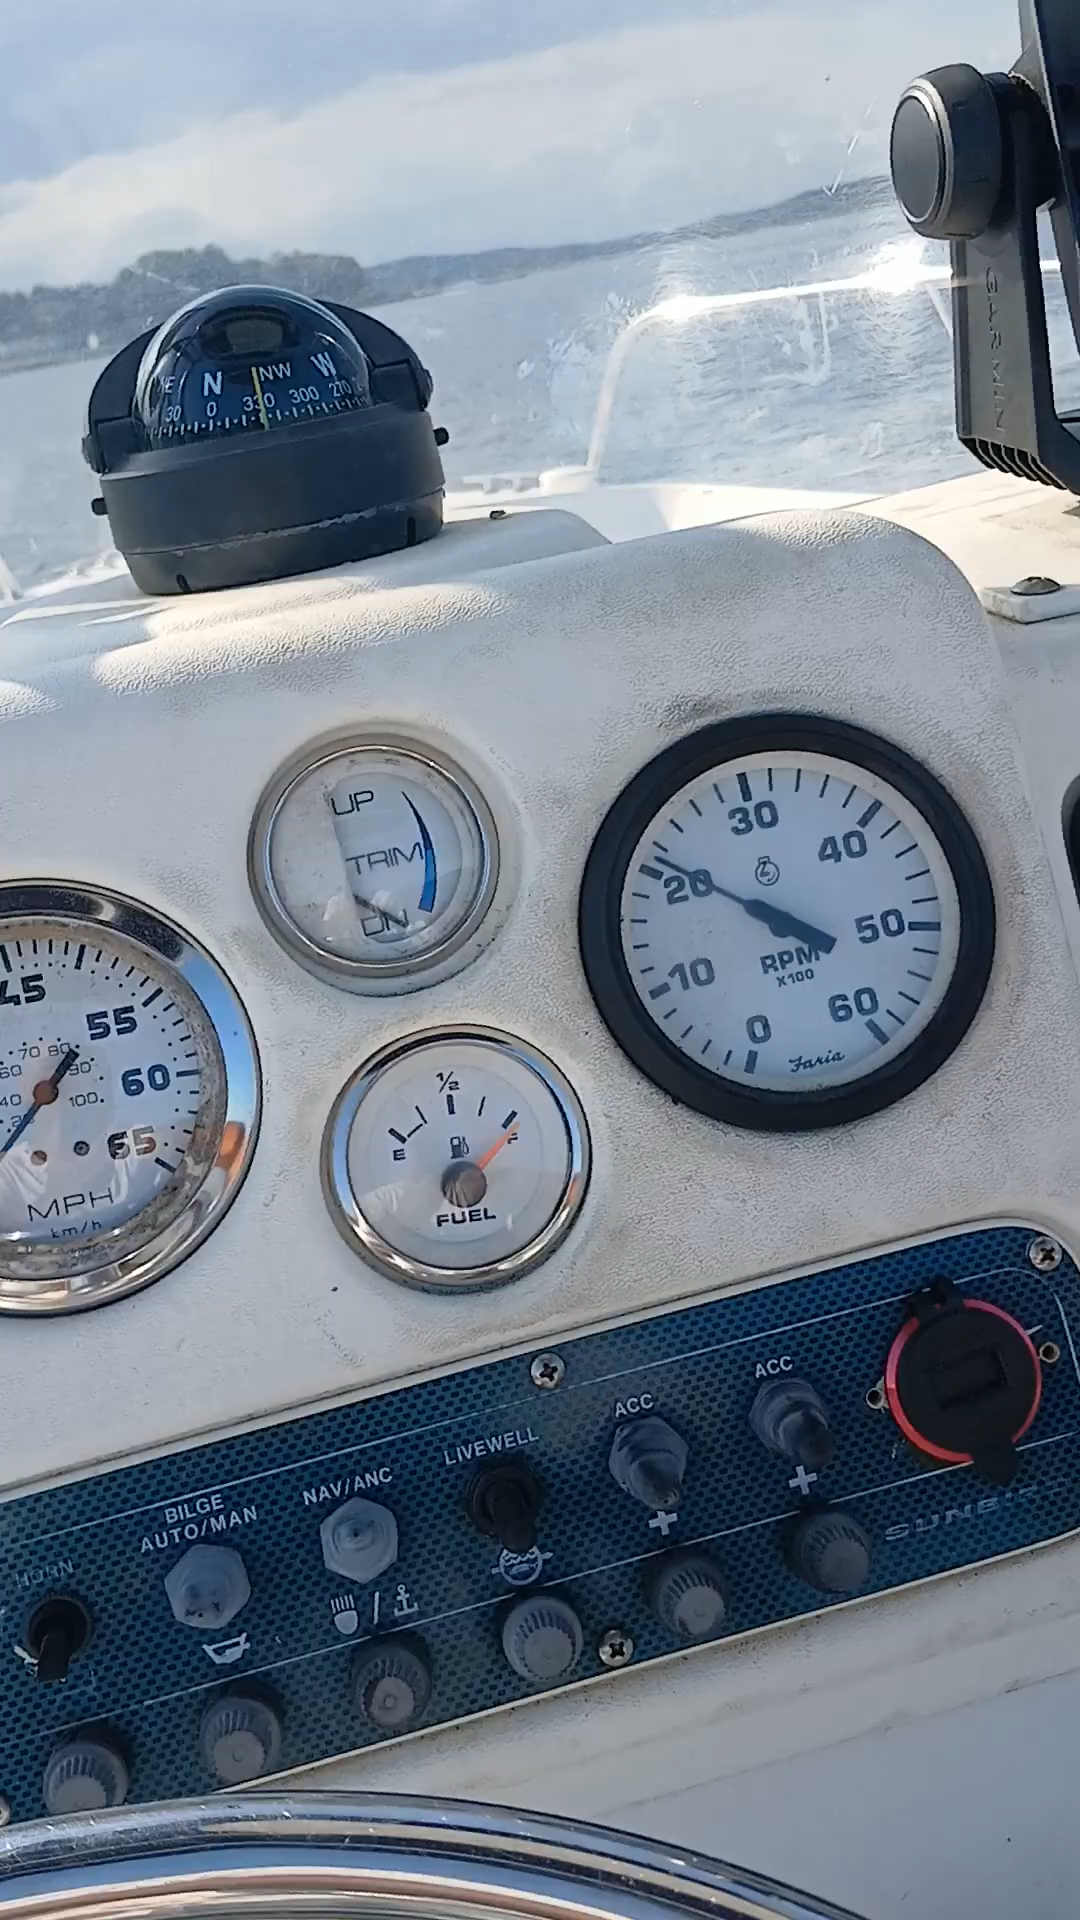 GARMIN
N NW W
30 0 330 300 270
UP
TRIM
DN
0 10 20 30 40 50 60
RPM
X100
Faria
45 55 60 65
70 80 90 100
60 40
MPH
km/h
E 1/2 F
FUEL
HORN
BILGE
AUTO/MAN
NAV/ANC
LIVEWELL
ACC
ACC